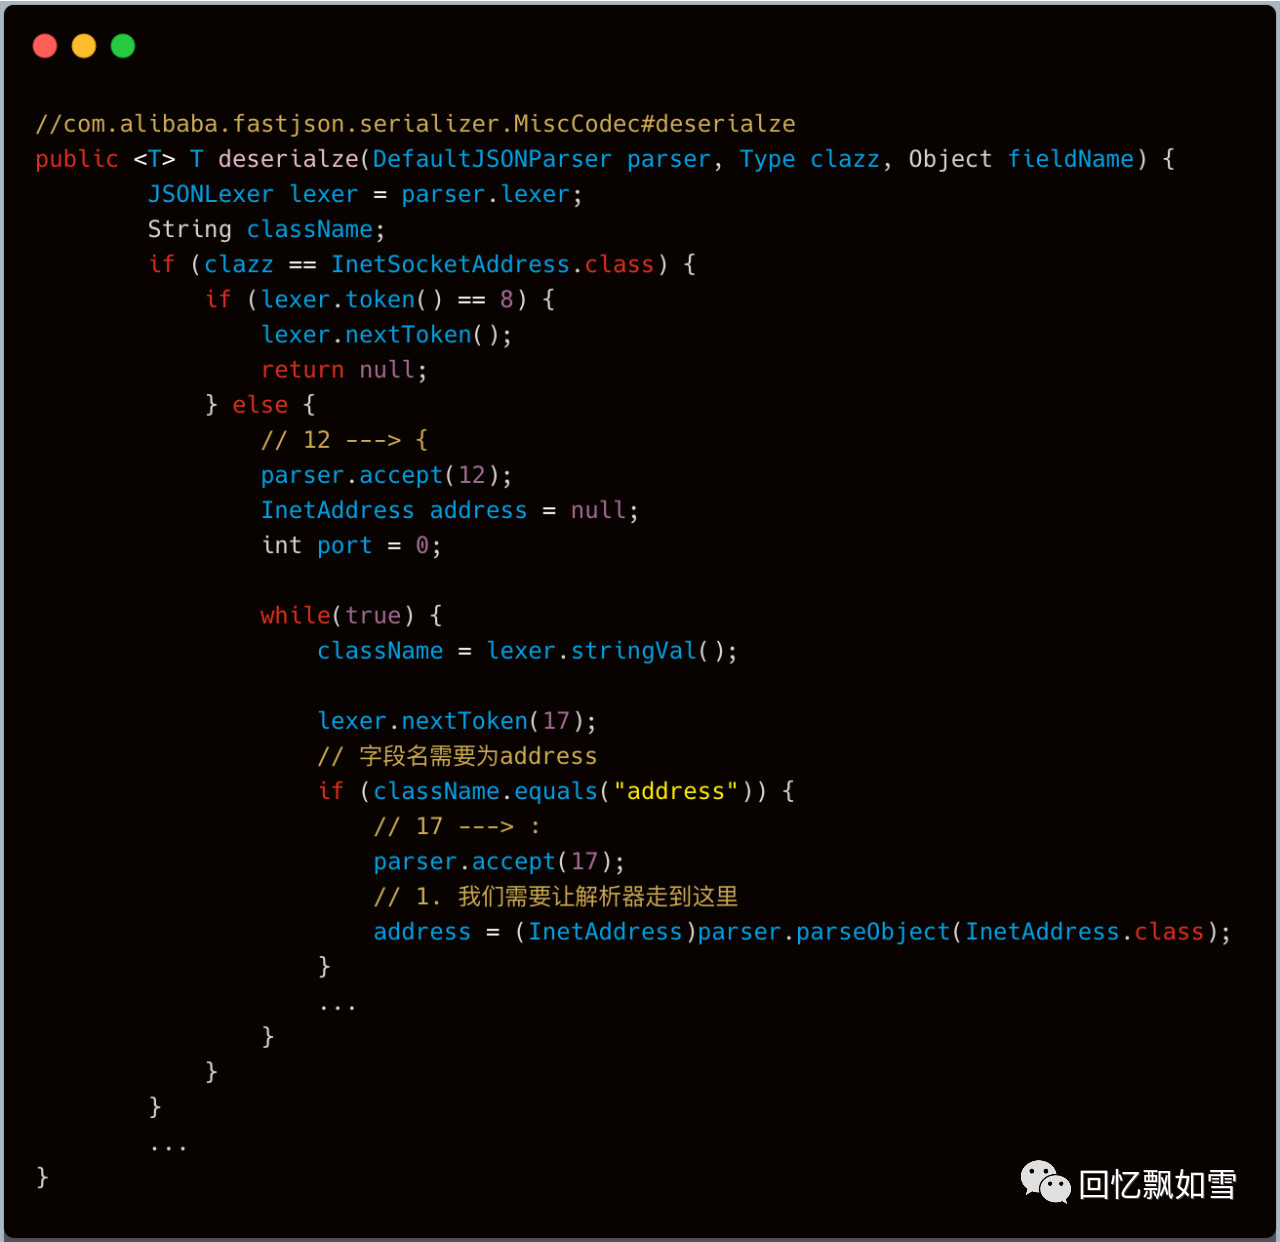 //com.alibaba.fastjson.serializer.MiscCodec#deserialze
public <T> T deserialze(DefaultJSONParser parser, Type clazz, Object fieldName) {
        JSONLexer lexer = parser.lexer;
        String className;
        if (clazz == InetSocketAddress.class) {
            if (lexer.token() == 8) {
                lexer.nextToken();
                return null;
            } else {
                // 12 ---> {
                parser.accept(12);
                InetAddress address = null;
                int port = 0;

                while(true) {
                    className = lexer.stringVal();

                    lexer.nextToken(17);
                    // 字段名需要为address
                    if (className.equals("address")) {
                        // 17 ---> :
                        parser.accept(17);
                        // 1. 我们需要让解析器走到这里
                        address = (InetAddress)parser.parseObject(InetAddress.class);
                    }
                    ...
                }
            }
        }
        ...
}
回忆飘如雪